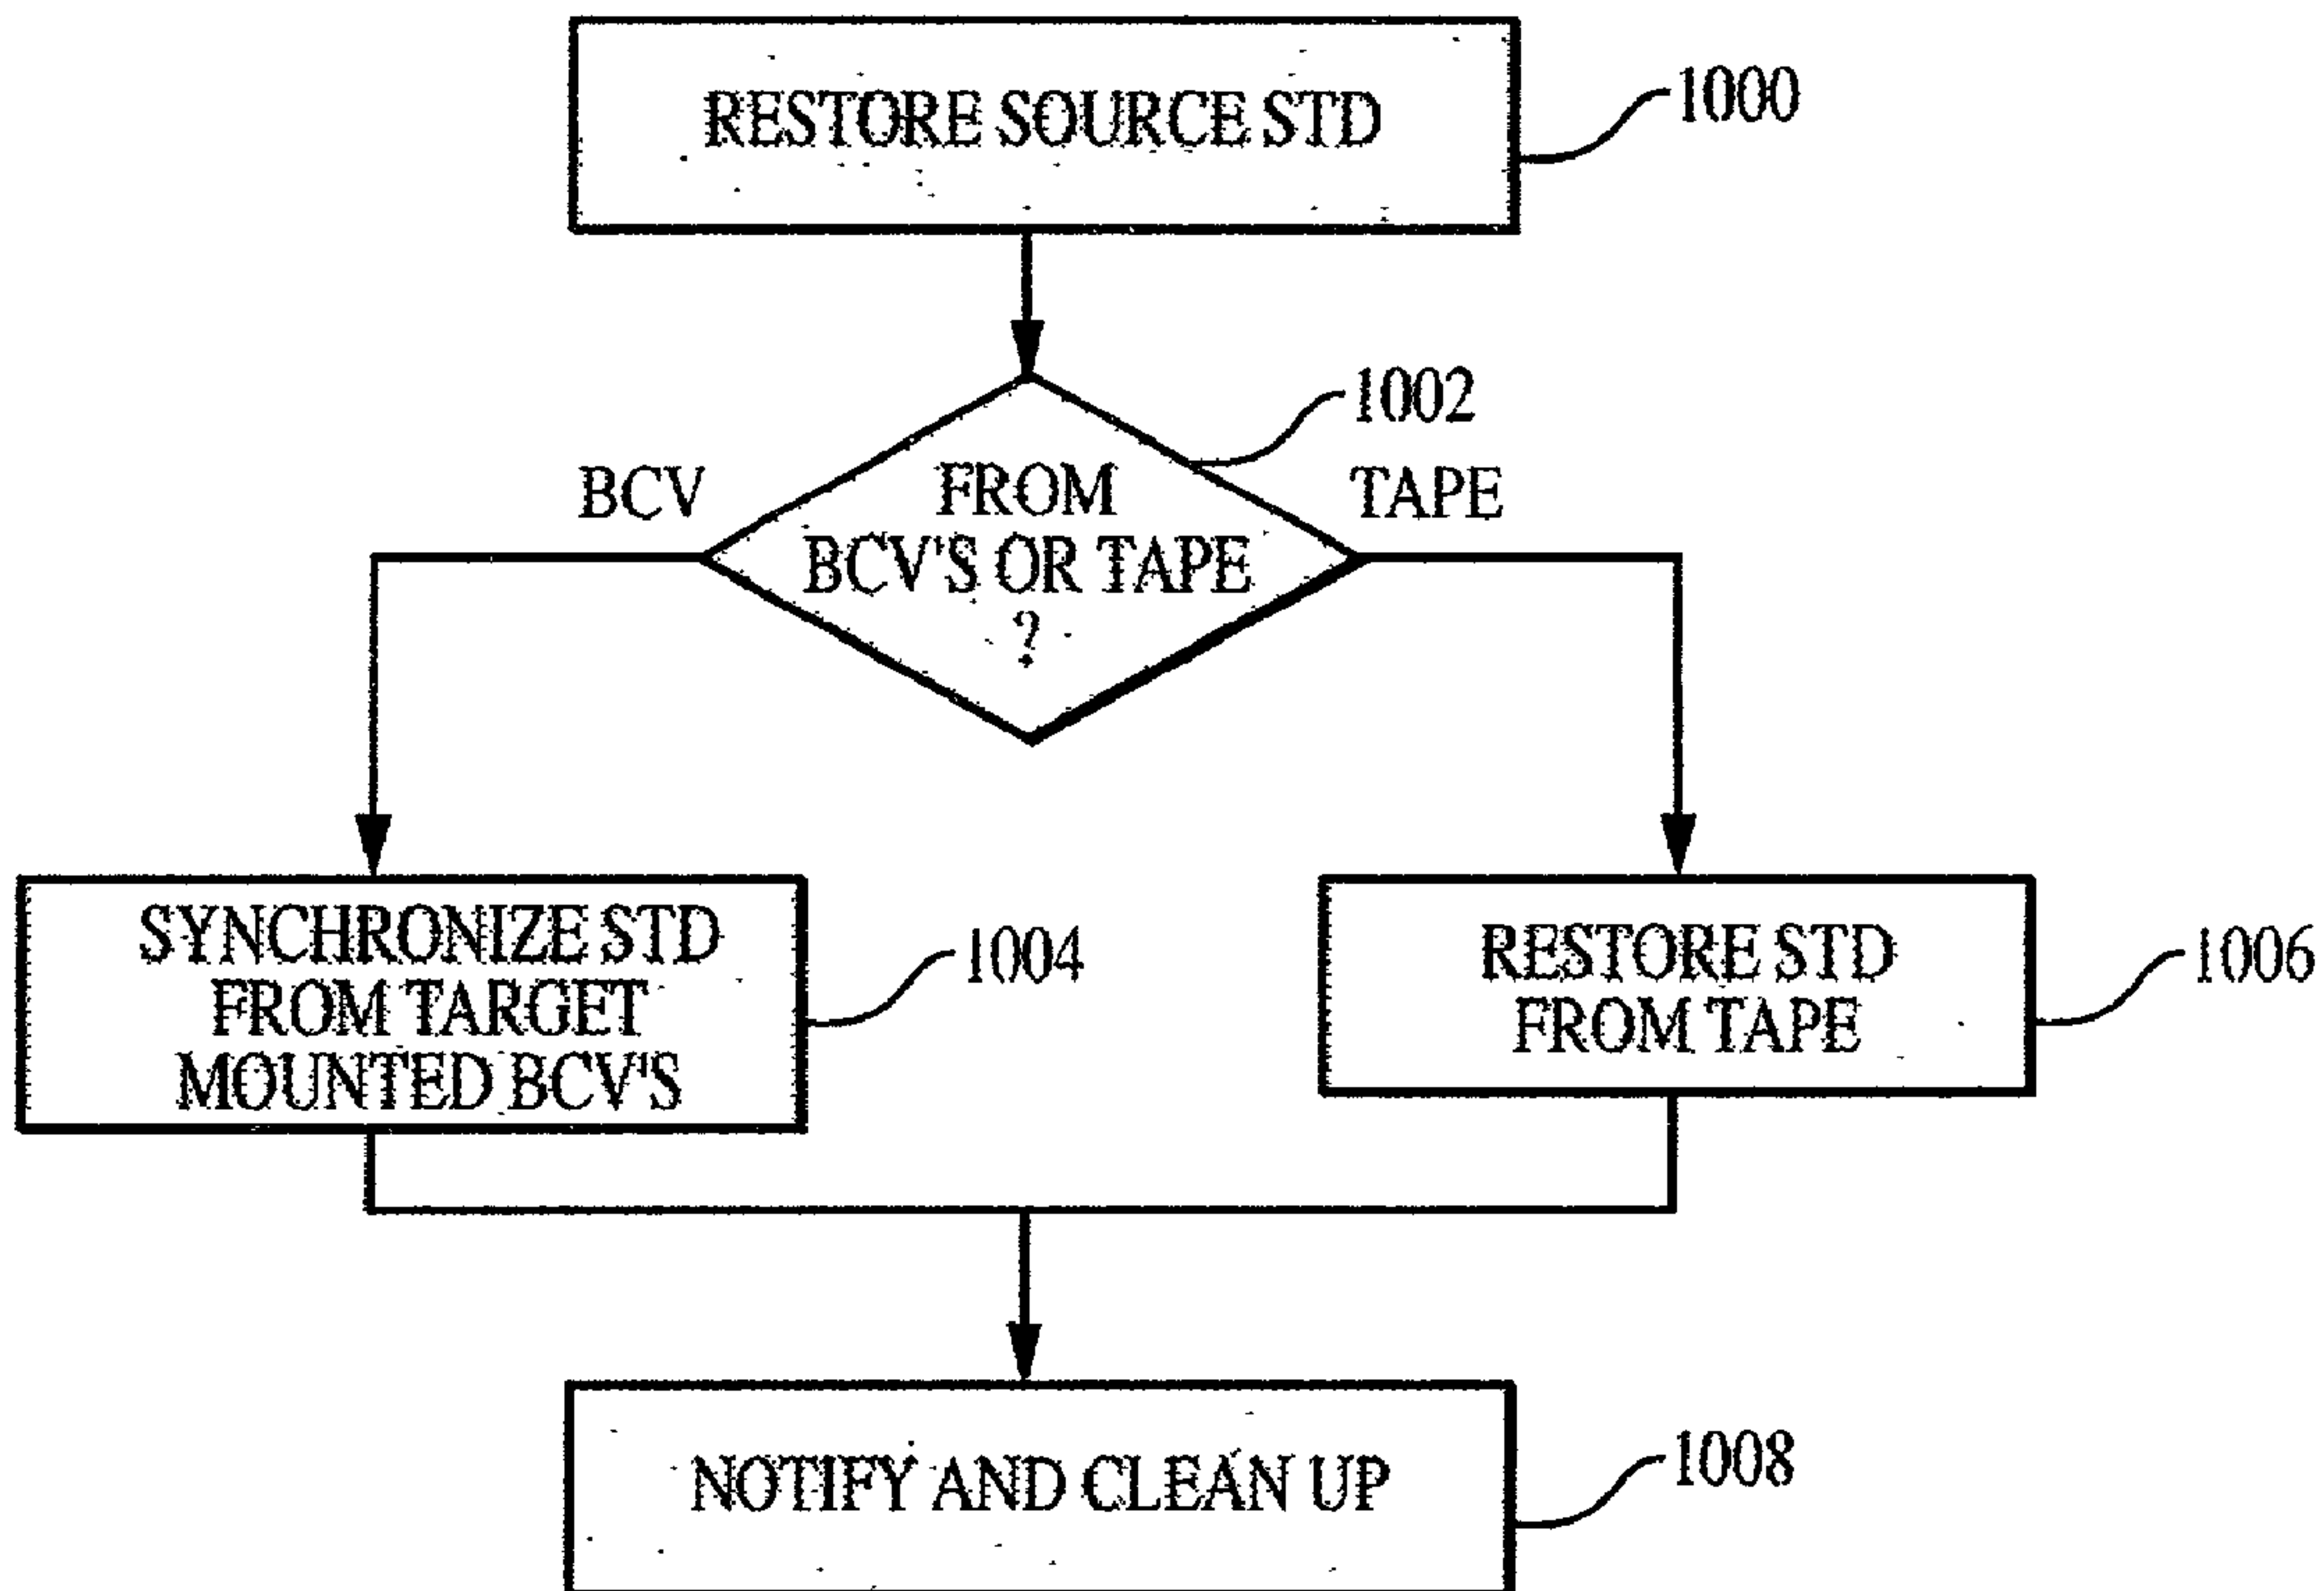 RESTORE SOURCE STD
1000
1002
BCV
FROM
BCV'S OR TAPE
?
TAPE
SYNCHRONIZE STD
FROM TARGET
MOUNTED BCV'S
1004
RESTORE STD
FROM TAPE
1006
NOTIFY AND CLEAN UP
1008